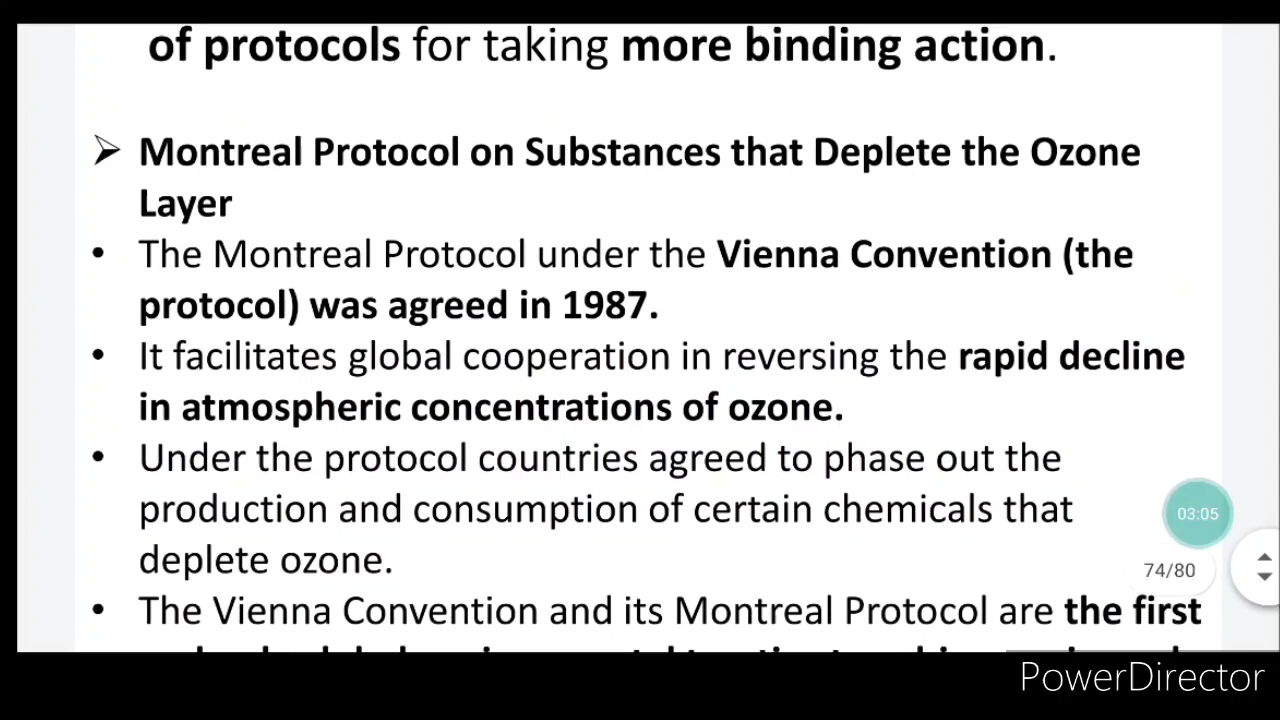 of protocols for taking more binding action.
➢ Montreal Protocol on Substances that Deplete the Ozone
Layer
• The Montreal Protocol under the Vienna Convention (the
protocol) was agreed in 1987.
• It facilitates global cooperation in reversing the rapid decline
in atmospheric concentrations of ozone.
• Under the protocol countries agreed to phase out the
production and consumption of certain chemicals that
deplete ozone.
03:05
74/80
• The Vienna Convention and its Montreal Protocol are the first
PowerDirector